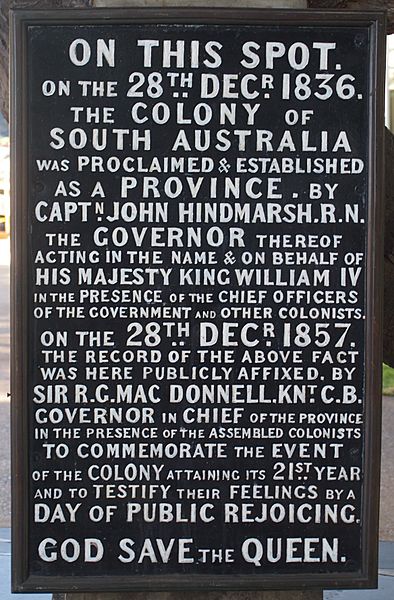 ON THIS SPOT.
ON THE 28TH DECR 1836.
THE COLONY OF
SOUTH AUSTRALIA
WAS PROCLAIMED & ESTABLISHED
AS A PROVINCE. BY
CAPTN. JOHN HINDMARSH. R.N.
THE GOVERNOR THEREOF
ACTING IN THE NAME & ON BEHALF OF
HIS MAJESTY KING WILLIAM IV
IN THE PRESENCE OF THE CHIEF OFFICERS
OF THE GOVERNMENT AND OTHER COLONISTS.
ON THE 28TH DECR 1857.
THE RECORD OF THE ABOVE FACT
WAS HERE PUBLICLY AFFIXED. BY
SIR R.G. MAC DONNELL. KNT C.B.
GOVERNOR IN CHIEF OF THE PROVINCE
IN THE PRESENCE OF THE ASSEMBLED COLONISTS
TO COMMEMORATE THE EVENT
OF THE COLONY ATTAINING ITS 21ST YEAR
AND TO TESTIFY THEIR FEELINGS BY A
DAY OF PUBLIC REJOICING.
GOD SAVE THE QUEEN.